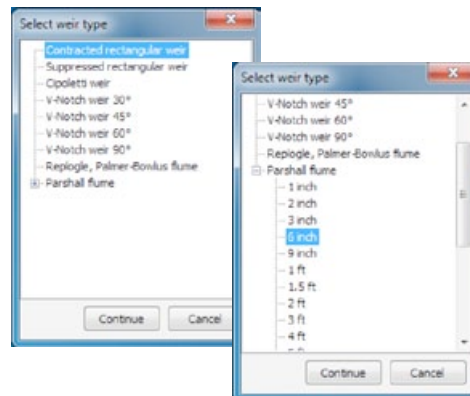 Select weir type
Contracted rectangular weir
Suppressed rectangular weir
Cipoletti weir
V-Notch weir 30°
V-Notch weir 45°
V-Notch weir 60°
V-Notch weir 90°
Replogle, Palmer-Bowlus flume
Parshall flume
Continue
Cancel
Select weir type
V-Notch weir 45°
V-Notch weir 60°
V-Notch weir 90°
Replogle, Palmer-Bowlus flume
Parshall flume
1 inch
2 inch
3 inch
6 inch
9 inch
1 ft
1.5 ft
2 ft
3 ft
4 ft
Continue
Cancel